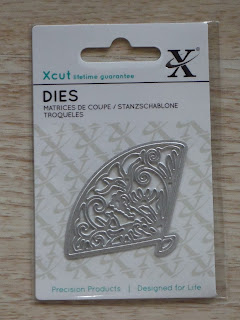 X
Xcut lifetime guarantee
DIES
MATRICES DE COUPE / STANZSCHABLONE
TROQUELES
Precision Products | Designed for Life